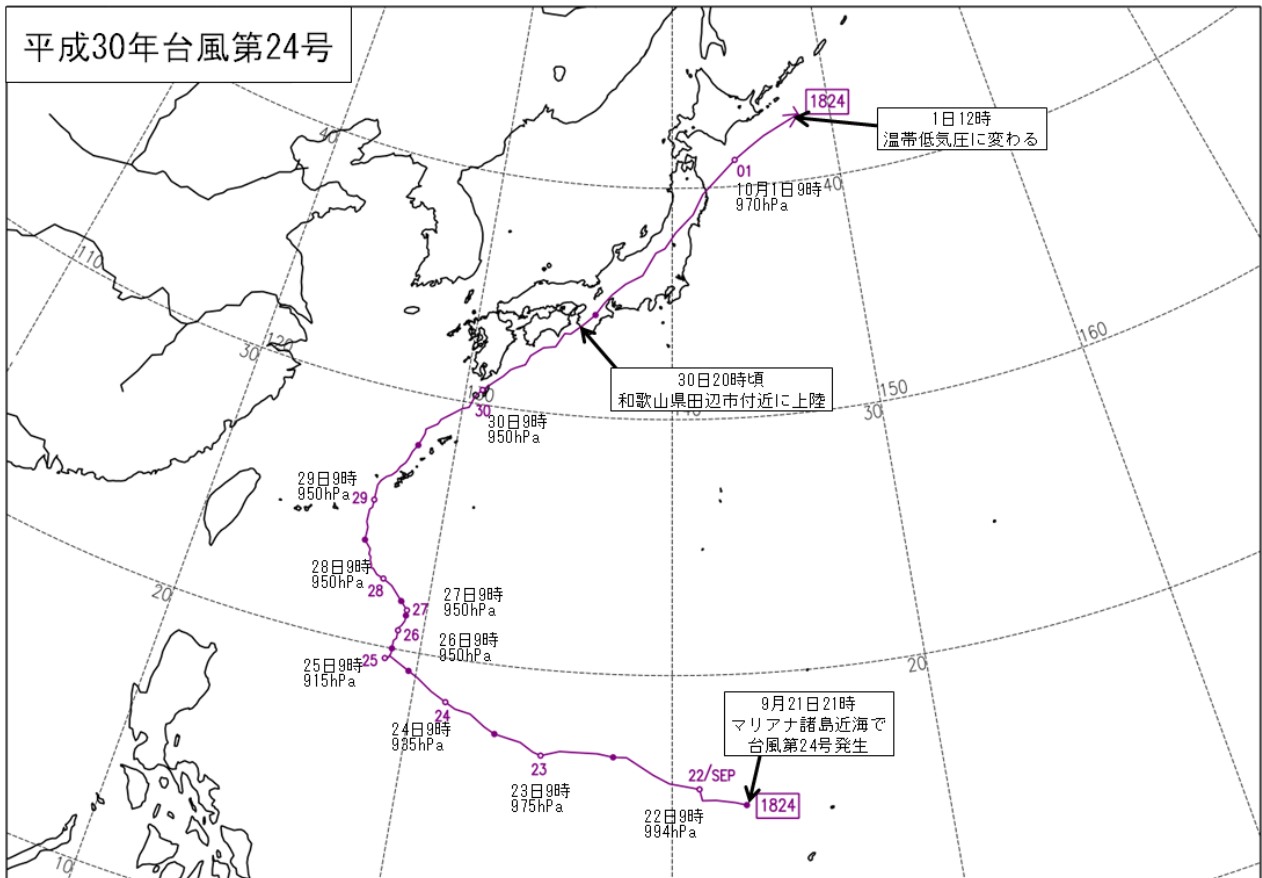 平成30年台風第24号
1824
1日12時
温帯低気圧に変わる
01
10月1日9時
970hPa
40
40
110
120
30
160
150
30
140
130
30日20時頃
和歌山県田辺市付近に上陸
30
30日9時
950hPa
29日9時
950hPa
29
28日9時
950hPa
28
27日9時
950hPa
27
26
26日9時
950hPa
25
25日9時
915hPa
20
20
24
24日9時
935hPa
23
23日9時
975hPa
22/SEP
22日9時
994hPa
9月21日21時
マリアナ諸島近海で
台風第24号発生
1824
10